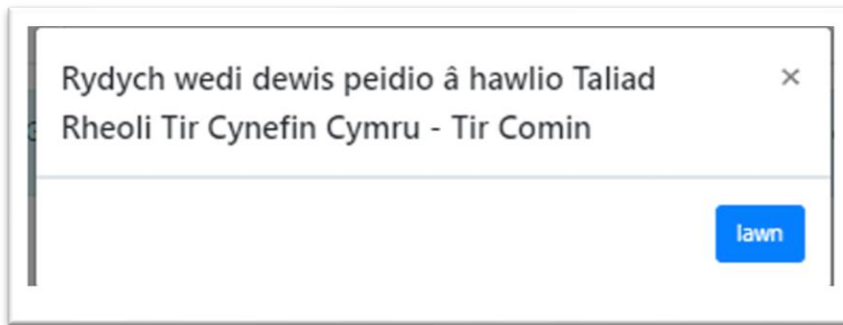 Rydych wedi dewis peidio â hawlio Taliad
Rheoli Tir Cynefin Cymru - Tir Comin
×
Iawn